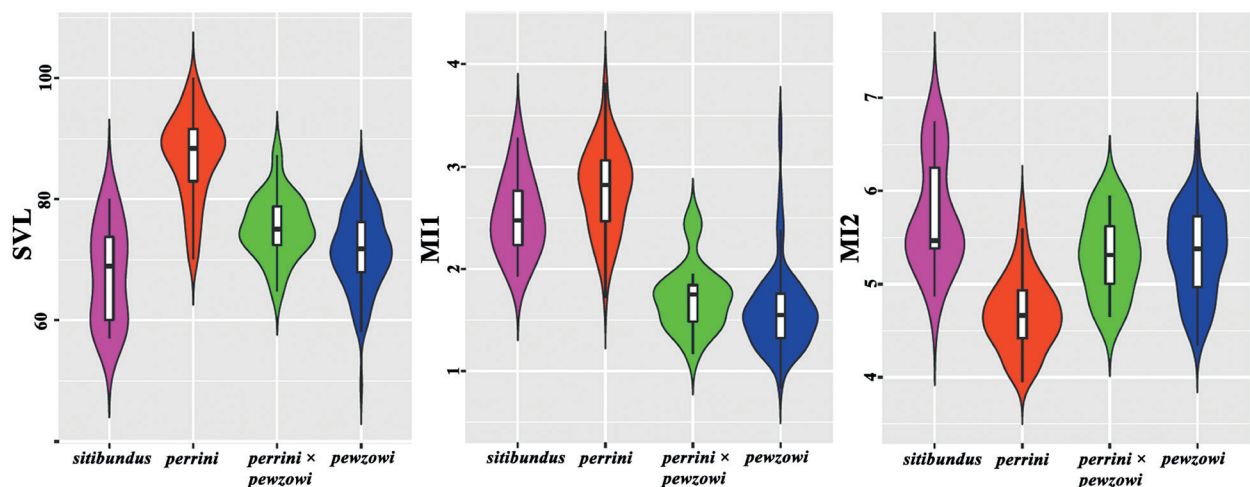 SVL
100
80
60
sitibundus
perrini
perrini ×
pewzowi
pewzowi
MI1
4
3
2
1
sitibundus
perrini
perrini ×
pewzowi
pewzowi
MI2
7
6
5
4
sitibundus
perrini
perrini ×
pewzowi
pewzowi